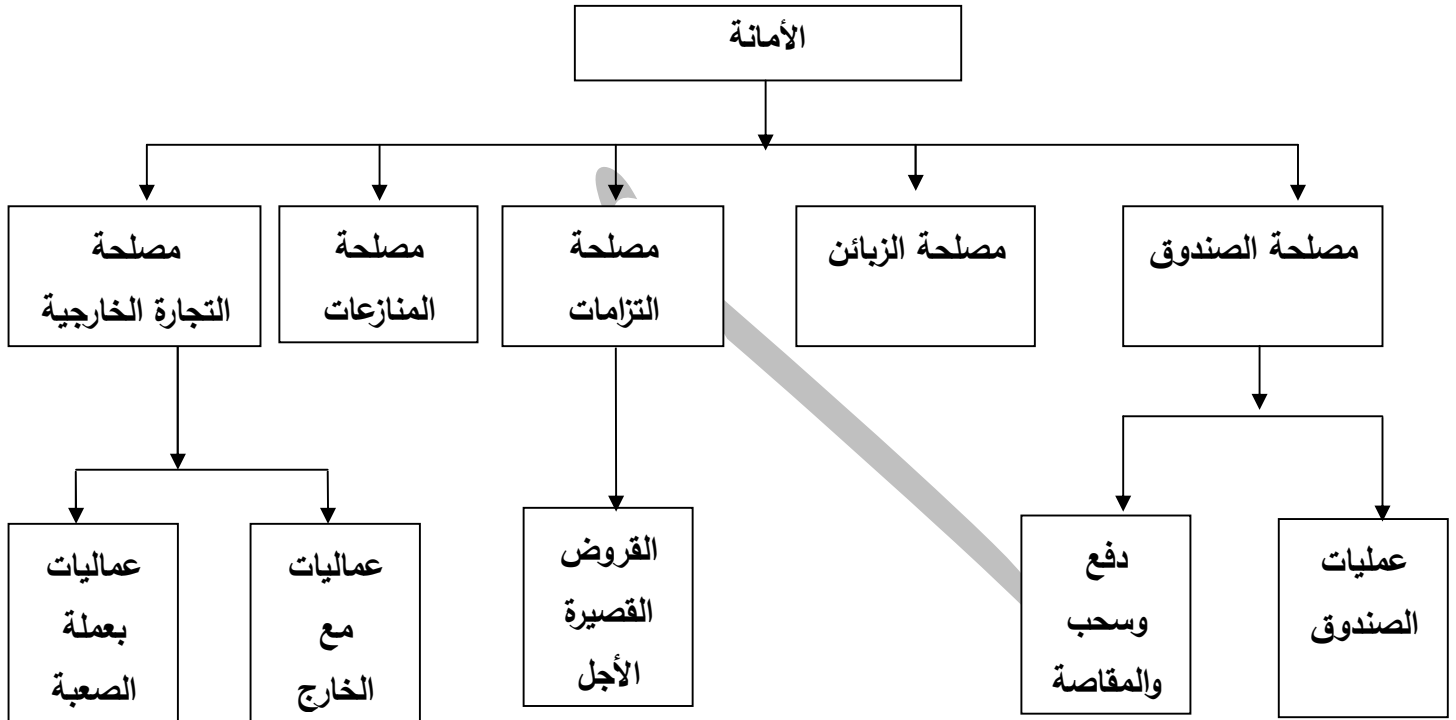 الأمانة
مصلحة الصندوق
مصلحة الزبائن
مصلحة
التزامات
مصلحة
المنازعات
مصلحة
التجارة الخارجية
عمليات
الصندوق
دفع
وسحب
والمقاصة
القروض
القصيرة
الأجل
عماليات
مع
الخارج
عماليات
بعملة
الصعبة